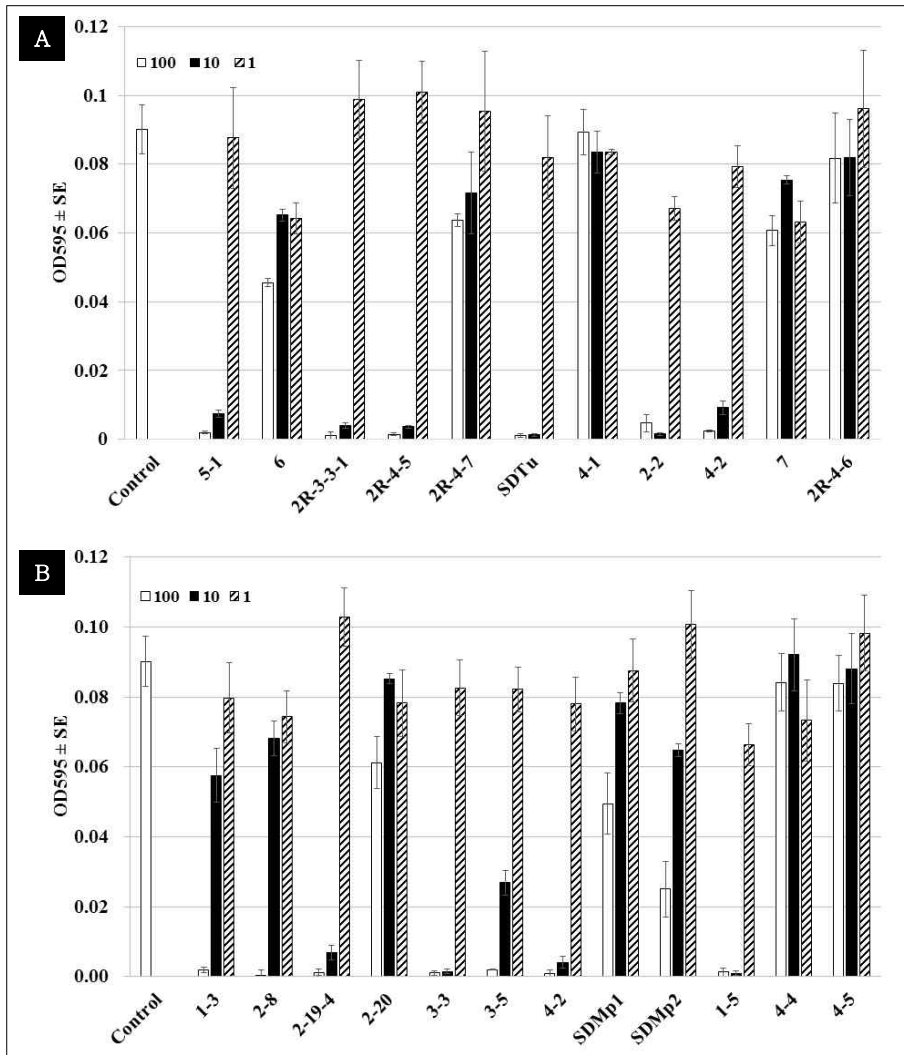 A
0.12
100 10 1
0.1
0.08
0.06
0.04
0.02
0
OD595 ± SE
Control 5-1 6 2R-3-3-1 2R-4-5 2R-4-7 SDTu 4-1 2-2 4-2 7 2R-4-6
B
0.12
100 10 1
0.10
0.08
0.06
0.04
0.02
0.00
OD595 ± SE
Control 1-3 2-8 2-19-4 2-20 3-3 3-5 4-2 SDMp1 SDMp2 1-5 4-4 4-5